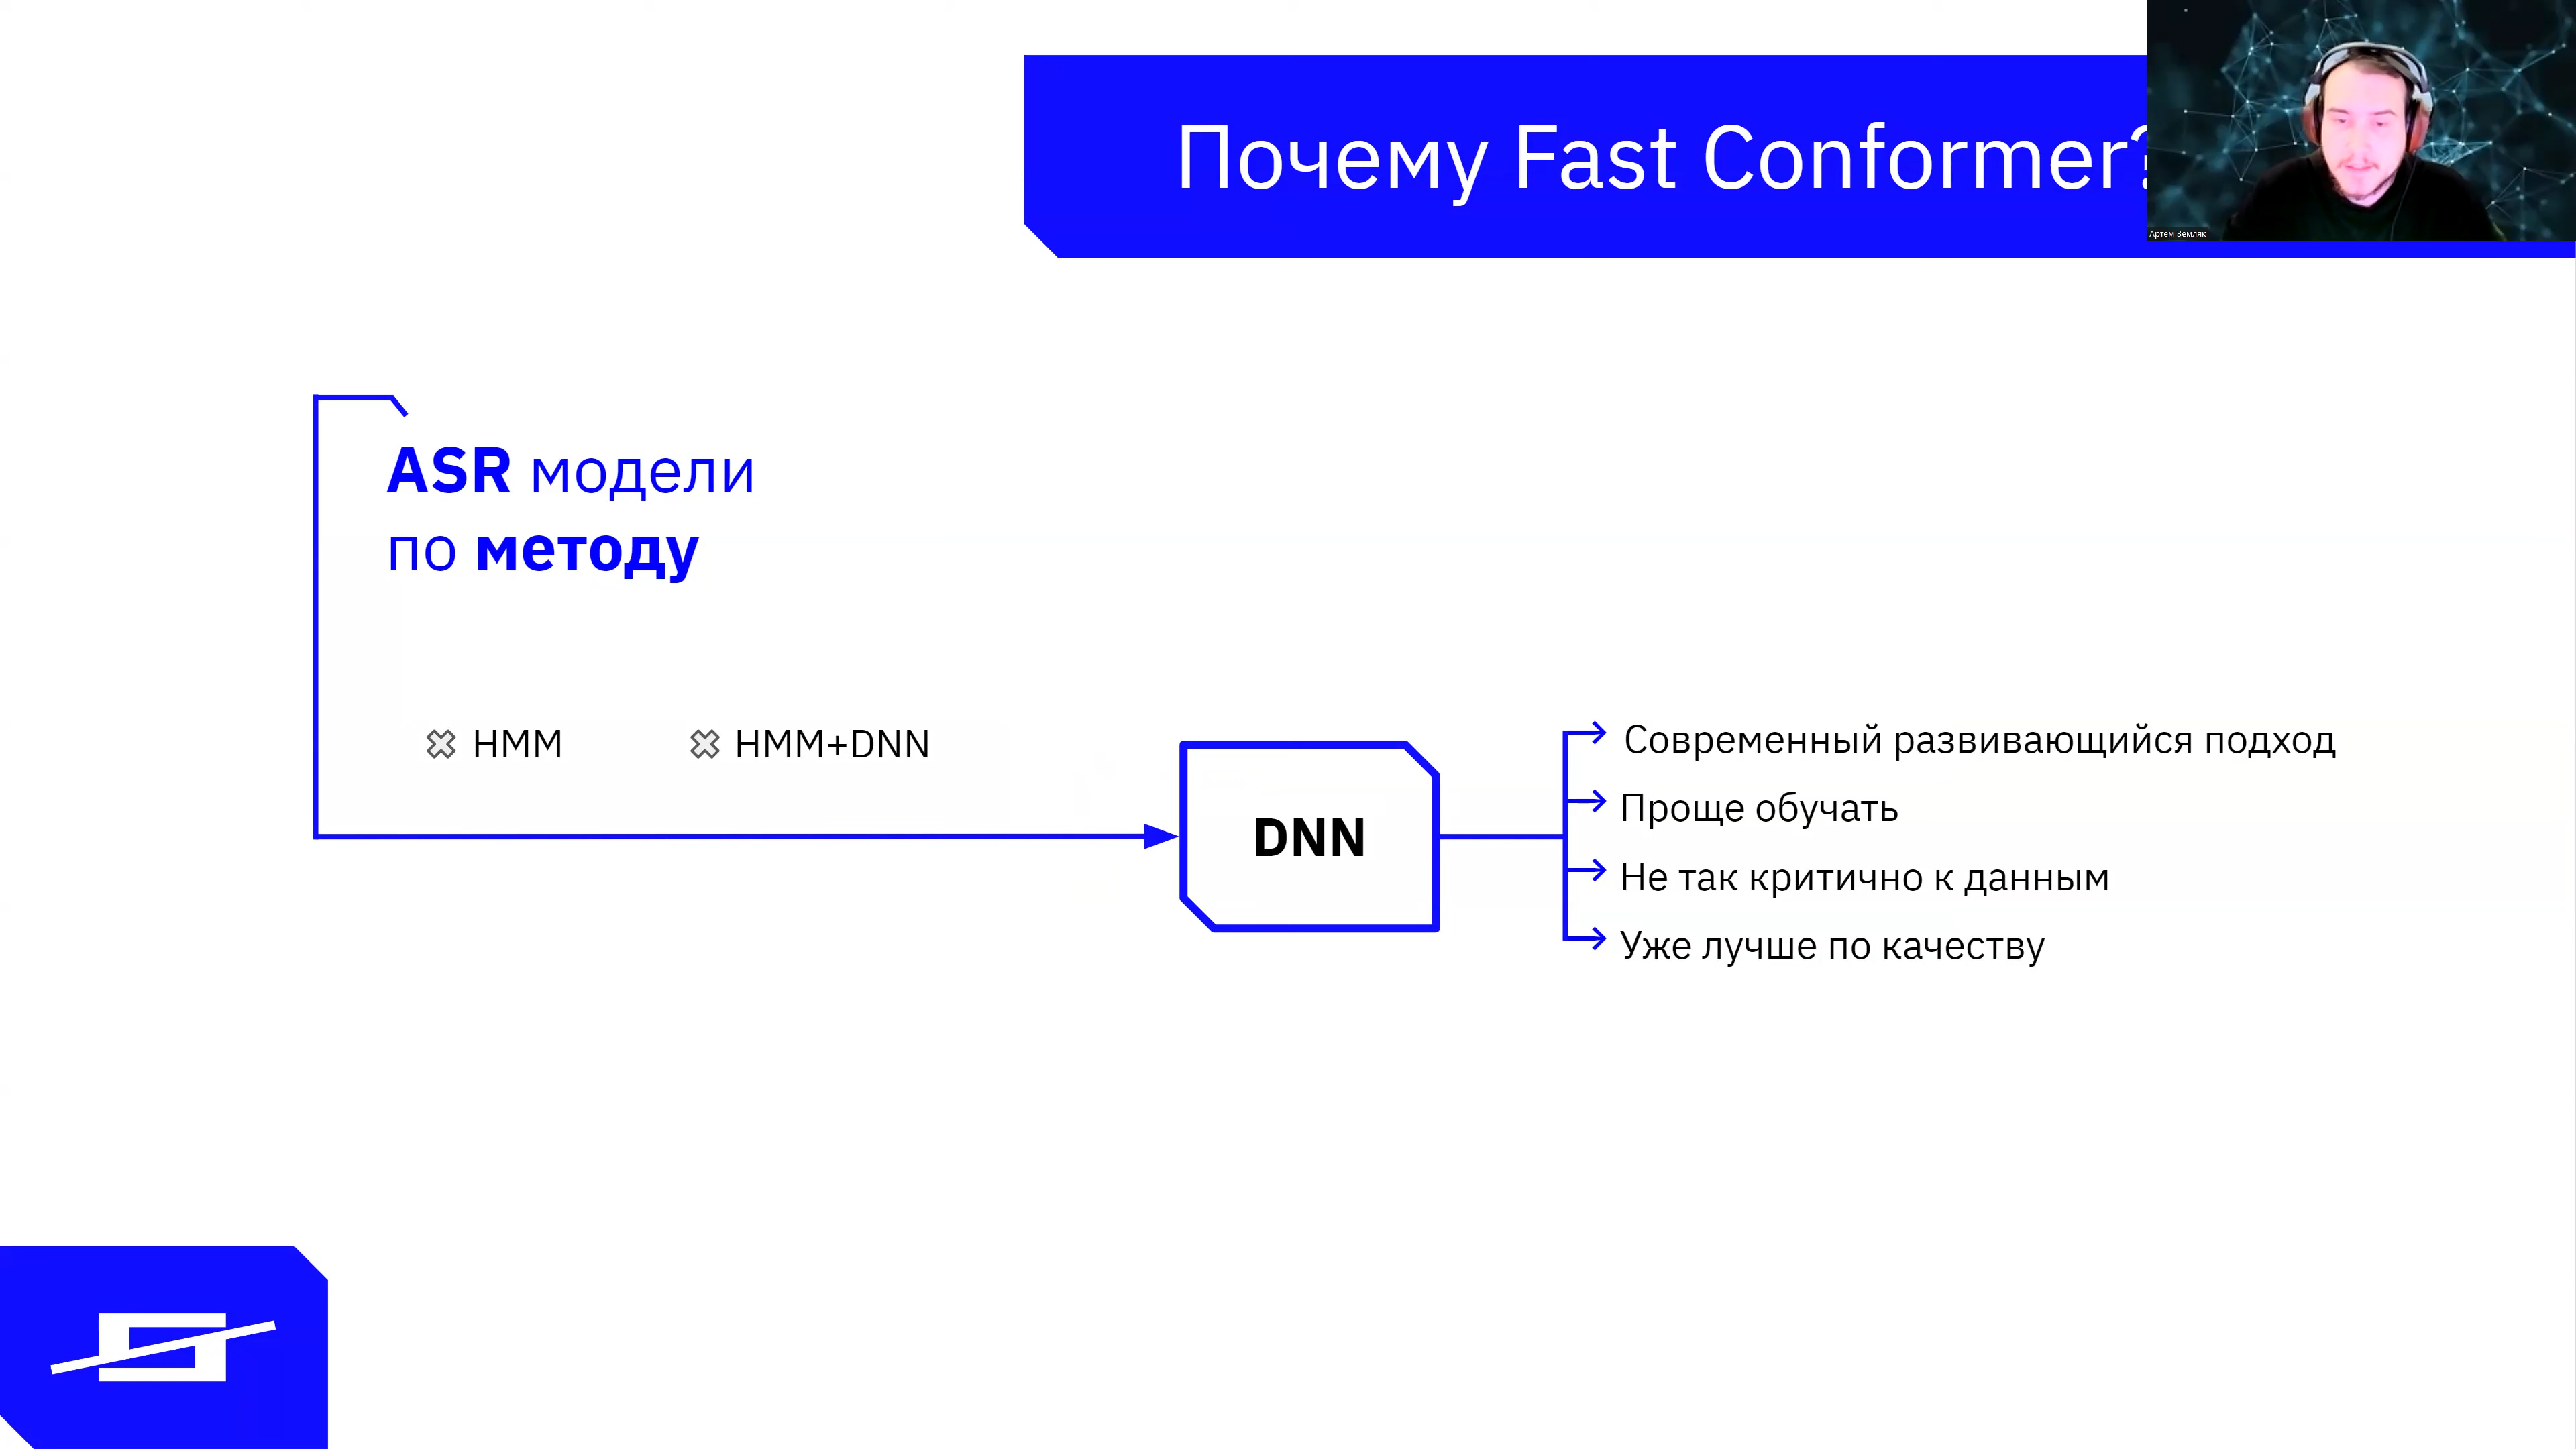 Почему Fast Conformer?
Артём Земляк
ASR модели
по методу
HMM
HMM+DNN
DNN
Современный развивающийся подход
Проще обучать
Не так критично к данным
Уже лучше по качеству